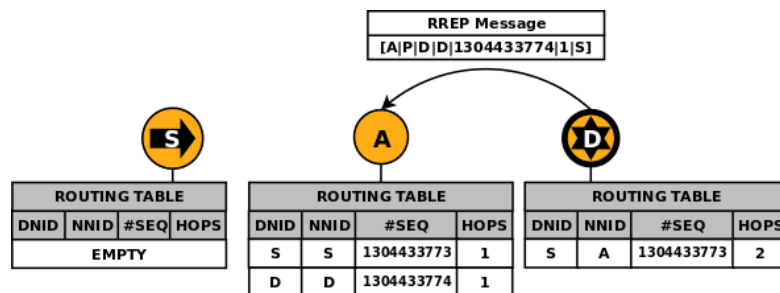 RREP Message
[A|P|D|D|1304433774|1|S]
S
A
D
ROUTING TABLE
DNID NNID #SEQ HOPS
EMPTY
ROUTING TABLE
DNID NNID #SEQ HOPS
S S 1304433773 1
D D 1304433774 1
ROUTING TABLE
DNID NNID #SEQ HOPS
S A 1304433773 2